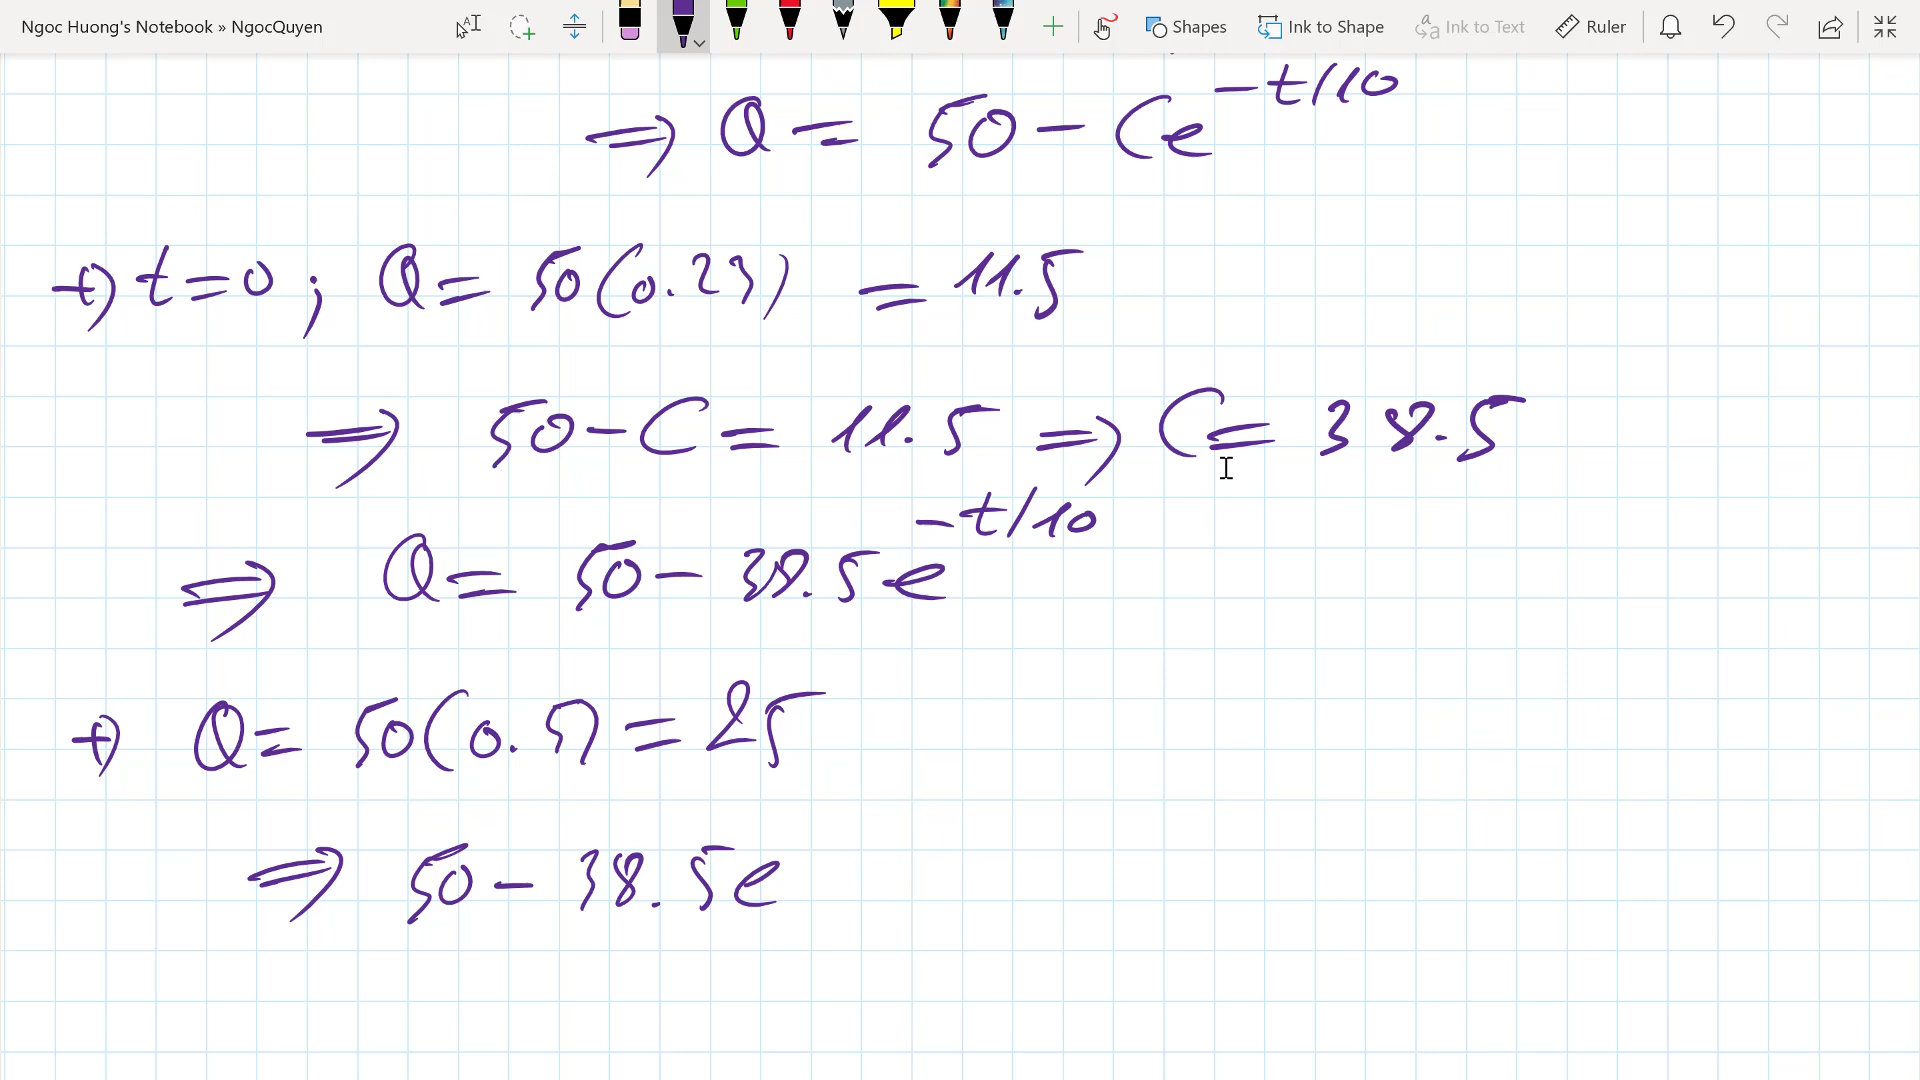 Ngoc Huong's Notebook » NgocQuyen Shapes Ink to Shape Ink to Text Ruler
⇒ Q = 50 - Ce^{-t/10}
+) t=0 ; Q = 50(0.23) = 11.5
⇒ 50 - C = 11.5 ⇒ C = 38.5
⇒ Q = 50 - 38.5e^{-t/10}
+) Q = 50(0.5) = 25
⇒ 50 - 38.5e